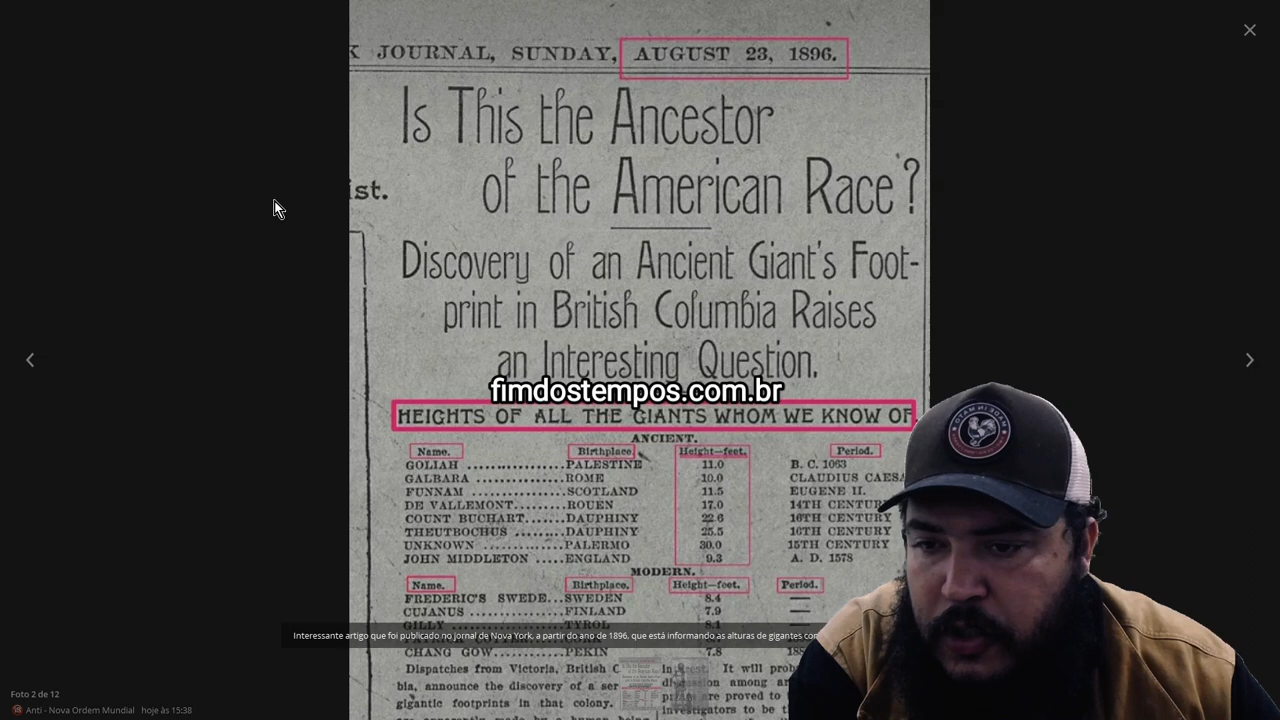 K JOURNAL, SUNDAY, AUGUST 23, 1896.
Is This the Ancestor
of the American Race?
ist.
Discovery of an Ancient Giant's Foot-
print in British Columbia Raises
an Interesting Question.
fimdostempos.com.br
HEIGHTS OF ALL THE GIANTS WHOM WE KNOW OF.
ANCIENT.
Name. Birthplace. Height—feet. Period.
GOLIAH ..............PALESTINE 11.0 B. C. 1063
GALBARA .............ROME 10.0 CLAUDIUS CAESA
FUNNAM ..............SCOTLAND 11.5 EUGENE II.
DE VALLEMONT........ROUEN 17.0 14TH CENTURY
COUNT BUCHART......DAUPHINY 22.6 16TH CENTURY
THEUTBOCHUS ........DAUPHINY 25.5 16TH CENTURY
UNKNOWN ............PALERMO 30.0 15TH CENTURY
JOHN MIDDLETON .....ENGLAND 9.3 A. D. 1578
MODERN.
Name. Birthplace. Height—feet. Period.
FREDERIC'S SWEDE...SWEDEN 8.4 —
CUJANUS .............FINLAND 7.9 —
GILLY ...............TYROL 8.1
Interessante artigo que foi publicado no jornal de Nova York, a partir do ano de 1896, que está informando as alturas de gigantes com
CHANG GOW...........PEKIN 7.8
Dispatches from Victoria, British C It will prob
bla, announce the discovery of a ser among
gigantic footprints in that colony. are proved to
investigators to be
Foto 2 de 12
Anti - Nova Ordem Mundial hoje às 15:38